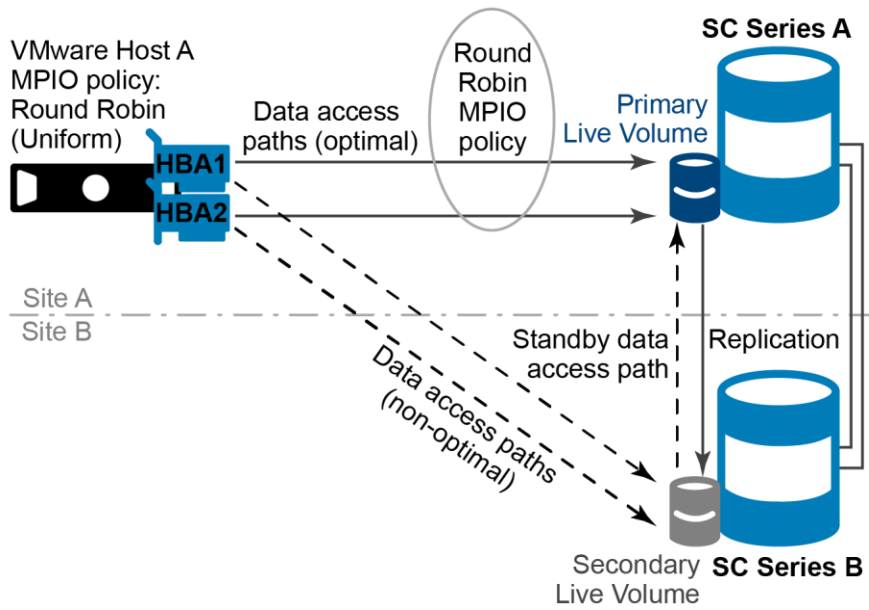 VMware Host A
MPIO policy:
Round Robin
(Uniform)
HBA1
HBA2
Data access
paths (optimal)
Round
Robin
MPIO
policy
SC Series A
Primary
Live Volume
Site A
Site B
Data access paths
(non-optimal)
Standby data
access path
Replication
Secondary
Live Volume
SC Series B